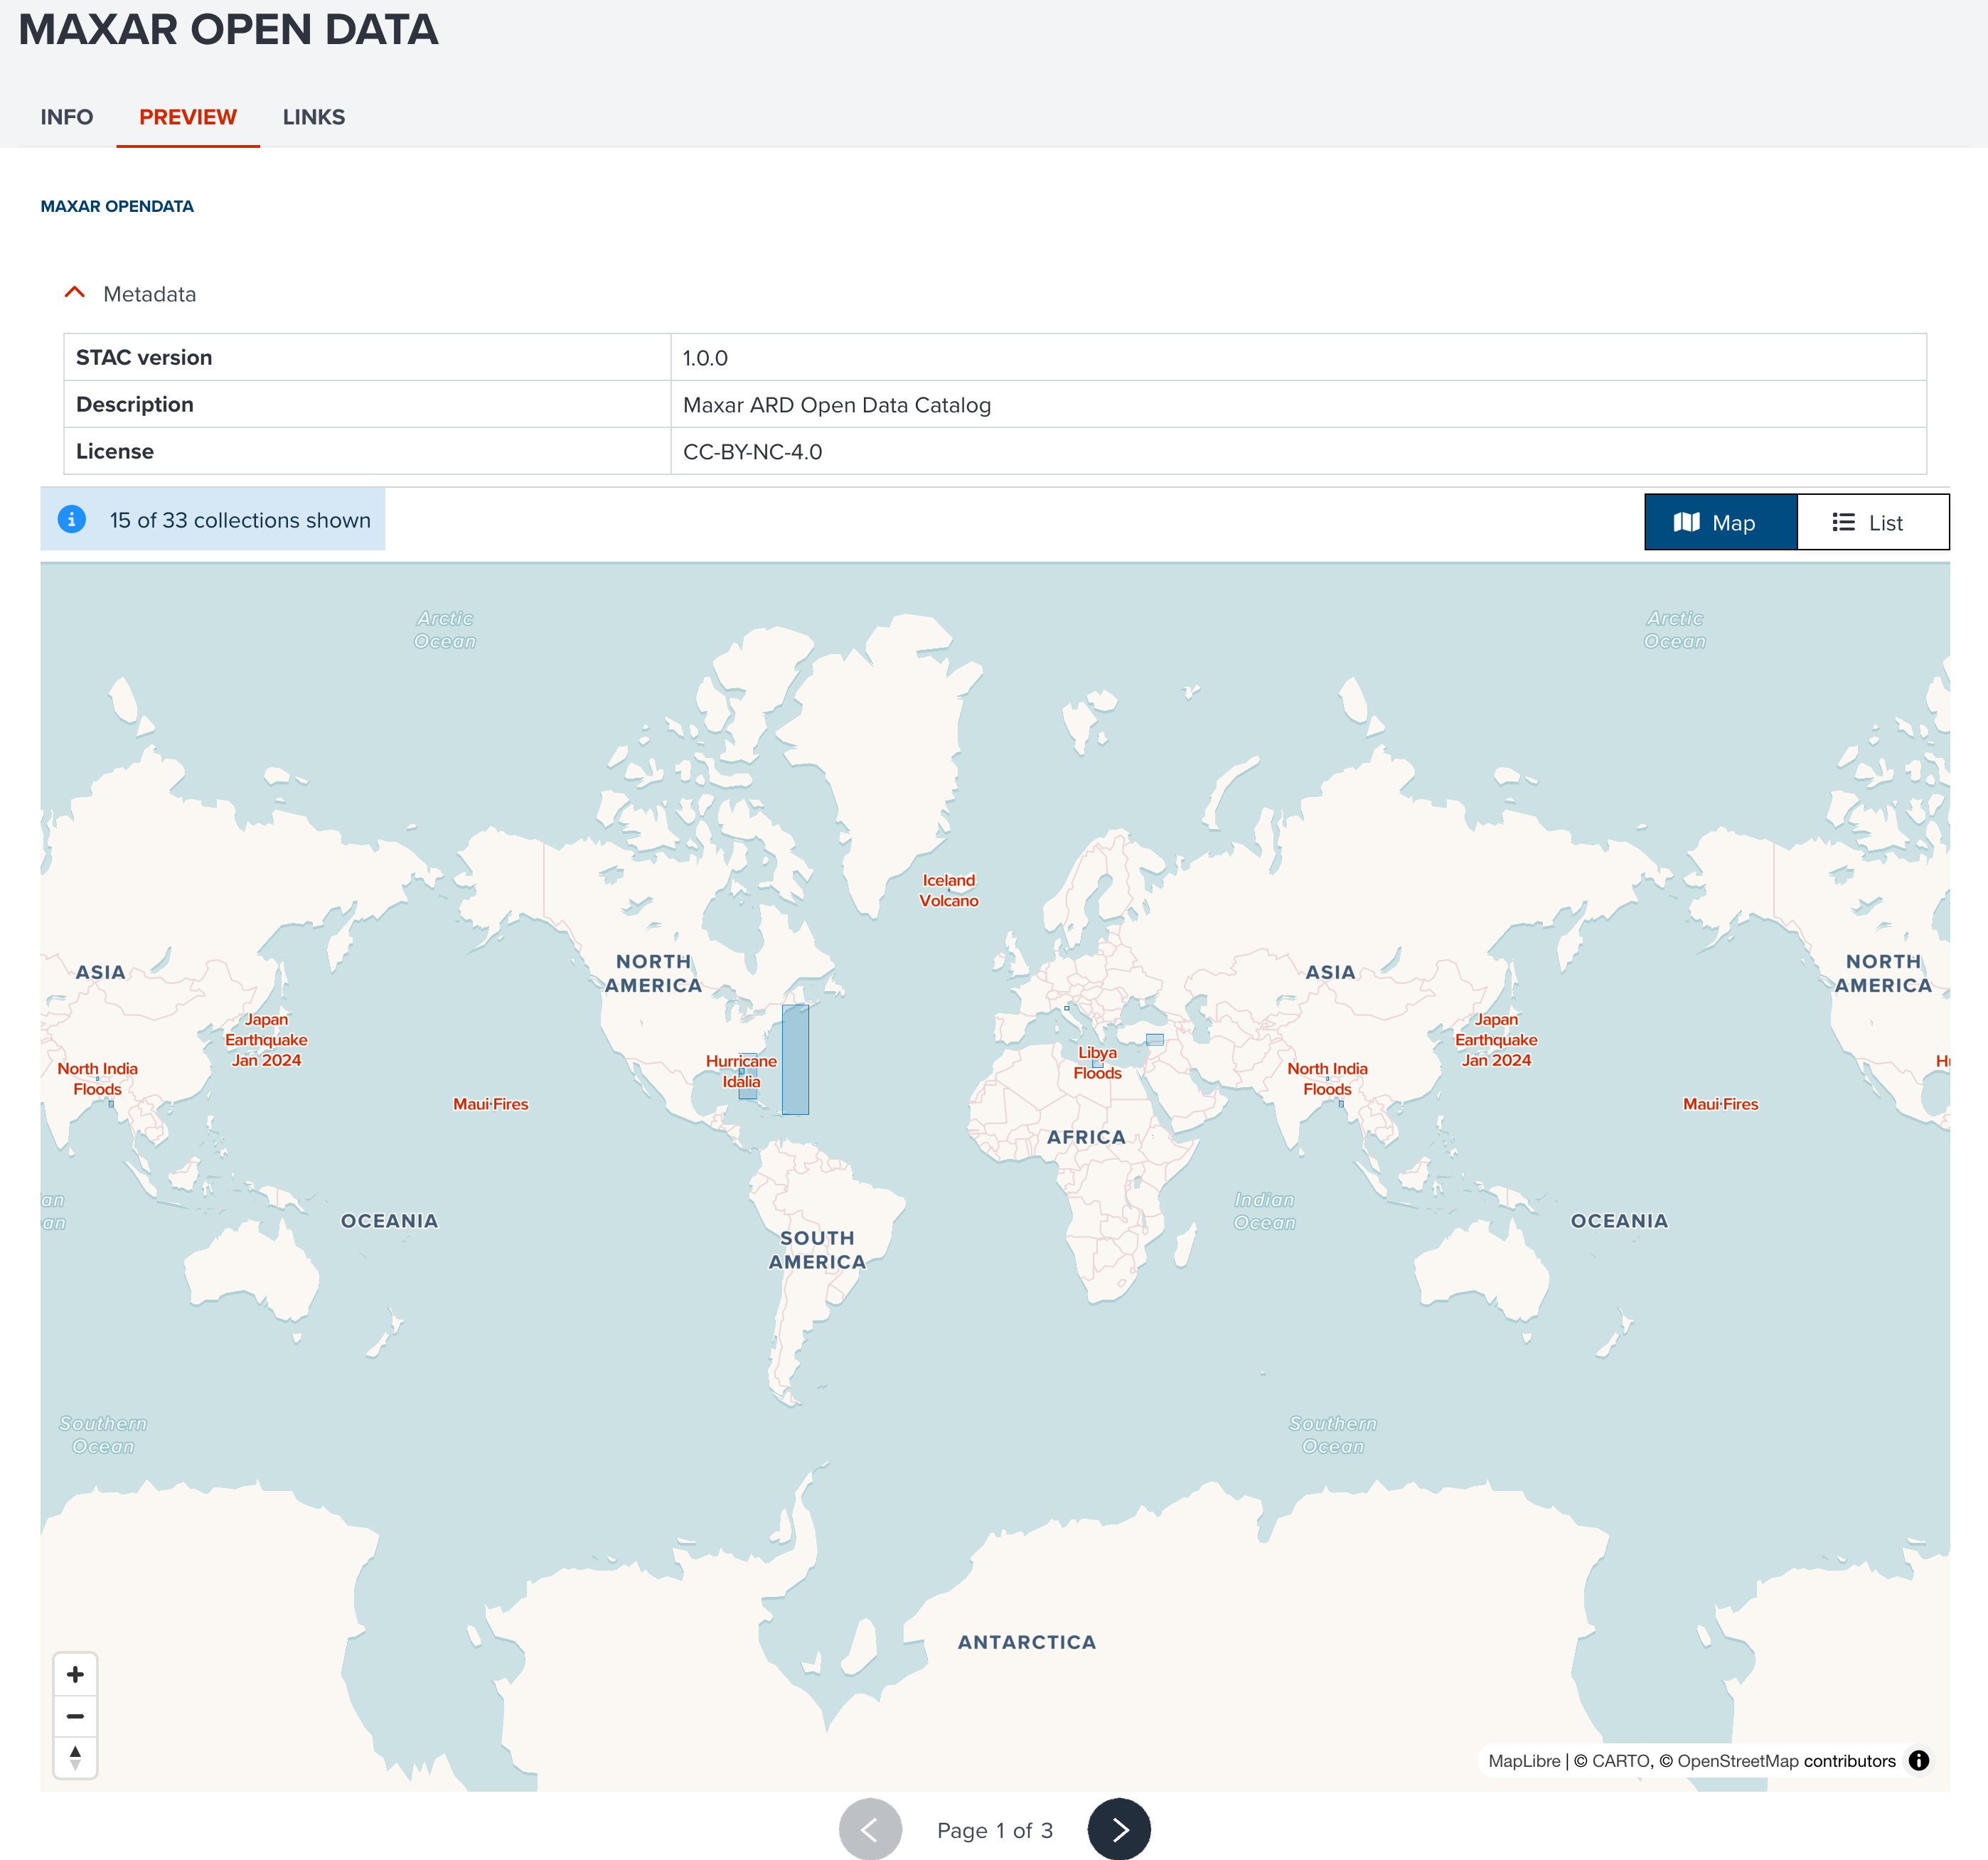 MAXAR OPEN DATA
INFO
PREVIEW
LINKS
MAXAR OPENDATA
Metadata
STAC version
1.0.0
Description
Maxar ARD Open Data Catalog
License
CC-BY-NC-4.0
15 of 33 collections shown
Map
List
Arctic
Ocean
Arctic
Ocean
Iceland
Volcano
ASIA
NORTH
AMERICA
ASIA
NORTH
AMERICA
Japan
Earthquake
Jan 2024
North India
Floods
Hurricane
Idalia
Maui Fires
Libya
Floods
Japan
Earthquake
Jan 2024
North India
Floods
Maui Fires
Hu
AFRICA
an
an
OCEANIA
SOUTH
AMERICA
Indian
Ocean
OCEANIA
Southern
Ocean
Southern
Ocean
ANTARCTICA
MapLibre | © CARTO, © OpenStreetMap contributors
Page 1 of 3